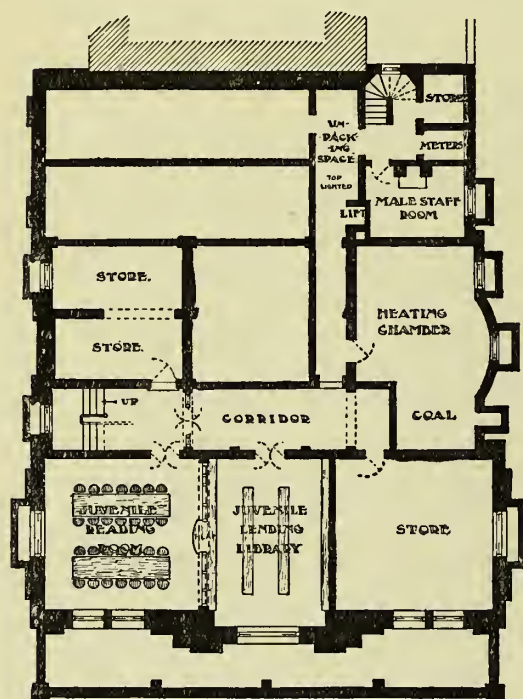 STORE
UN-
PACK-
ING
SPACE
TOP
LIGHTED
METERS
LIFT
MALE STAFF
ROOM
STORE.
STORE.
HEATING
CHAMBER
COAL
UP
CORRIDOR
JUVENILE
READING
ROOM
JUVENILE
LENDING
LIBRARY
STORE